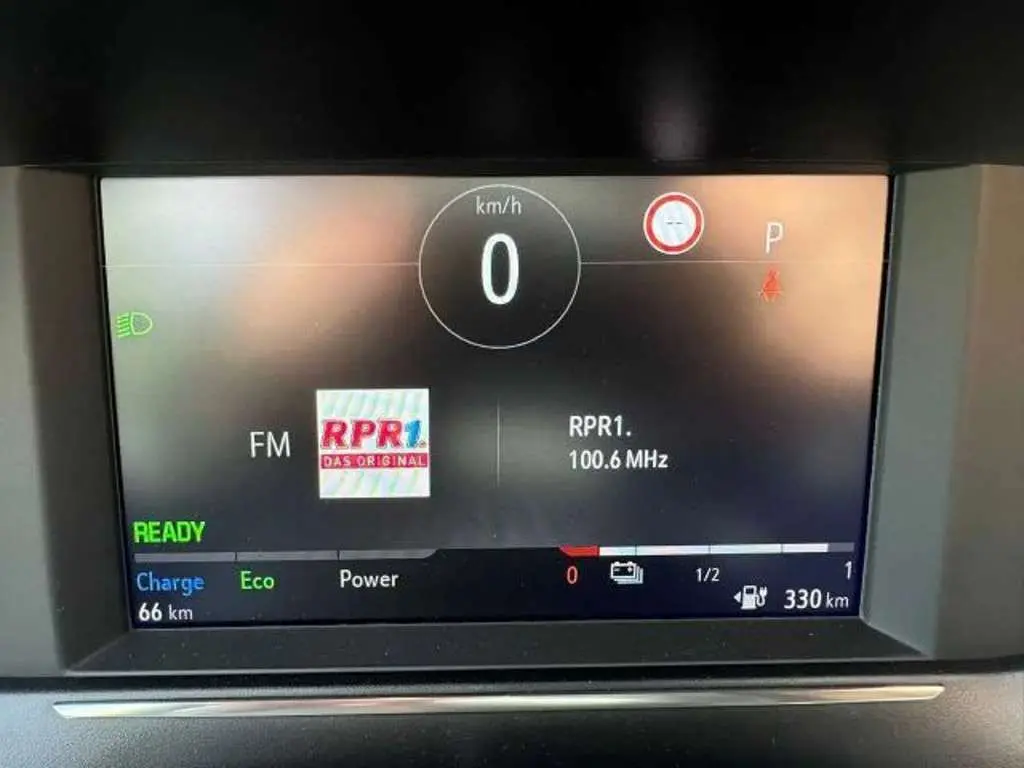 km/h
0
--
P
FM
RPR1.
DAS ORIGINAL
RPR1.
100.6 MHz
READY
Charge
Eco
Power
0
1/2
1
66 km
330 km